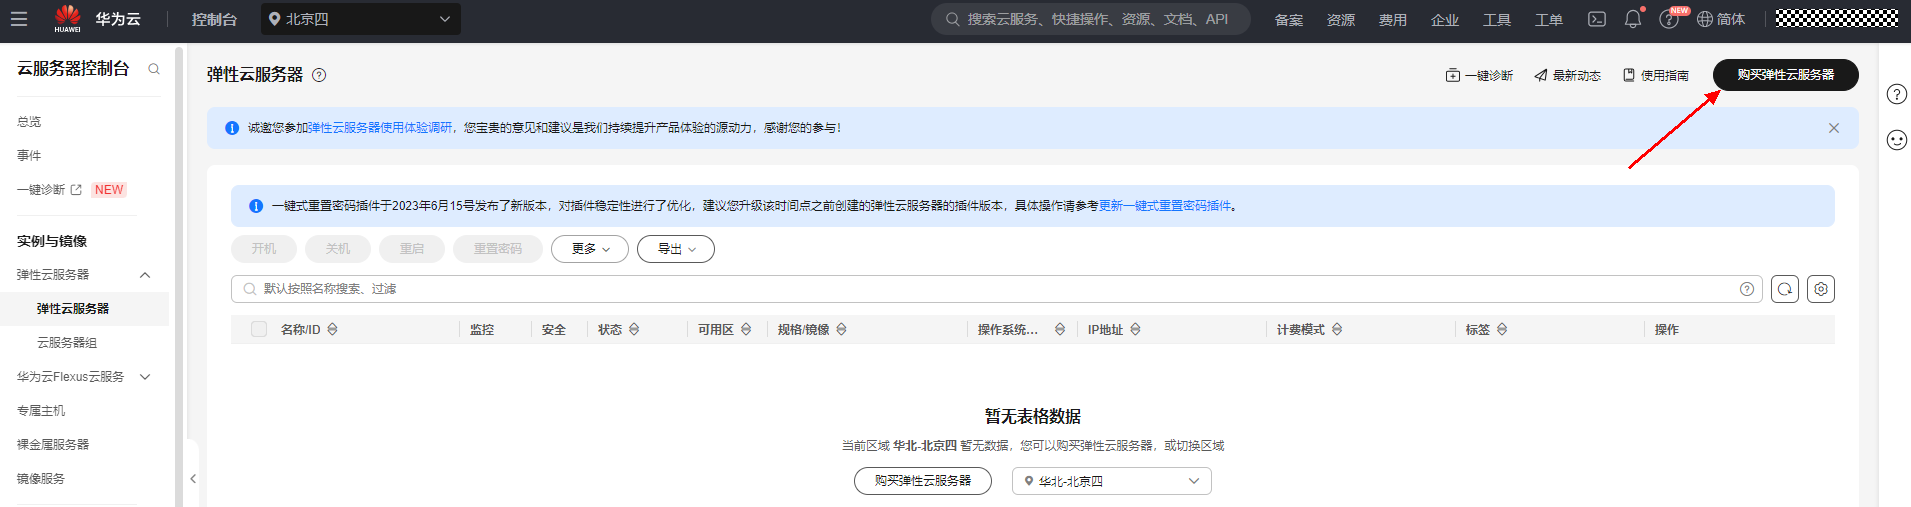 HUAWEI 华为云 控制台 北京四 搜索云服务、快捷操作、资源、文档、API 备案 资源 费用 企业 工具 工单 NEW 简体
云服务器控制台
总览
事件
一键诊断 NEW
实例与镜像
弹性云服务器
弹性云服务器
云服务器组
华为云Flexus云服务
专属主机
裸金属服务器
镜像服务
弹性云服务器 一键诊断 最新动态 使用指南 购买弹性云服务器
诚邀您参加弹性云服务器使用体验调研，您宝贵的意见和建议是我们持续提升产品体验的源动力，感谢您的参与！
一键式重置密码插件于2023年6月15号发布了新版本，对插件稳定性进行了优化，建议您升级该时间点之前创建的弹性云服务器的插件版本，具体操作请参考更新一键式重置密码插件。
开机 关机 重启 重置密码 更多 导出
默认按照名称搜索、过滤
名称/ID 监控 安全 状态 可用区 规格/镜像 操作系统... IP地址 计费模式 标签 操作
暂无表格数据
当前区域 华北-北京四 暂无数据，您可以购买弹性云服务器，或切换区域
购买弹性云服务器 华北-北京四